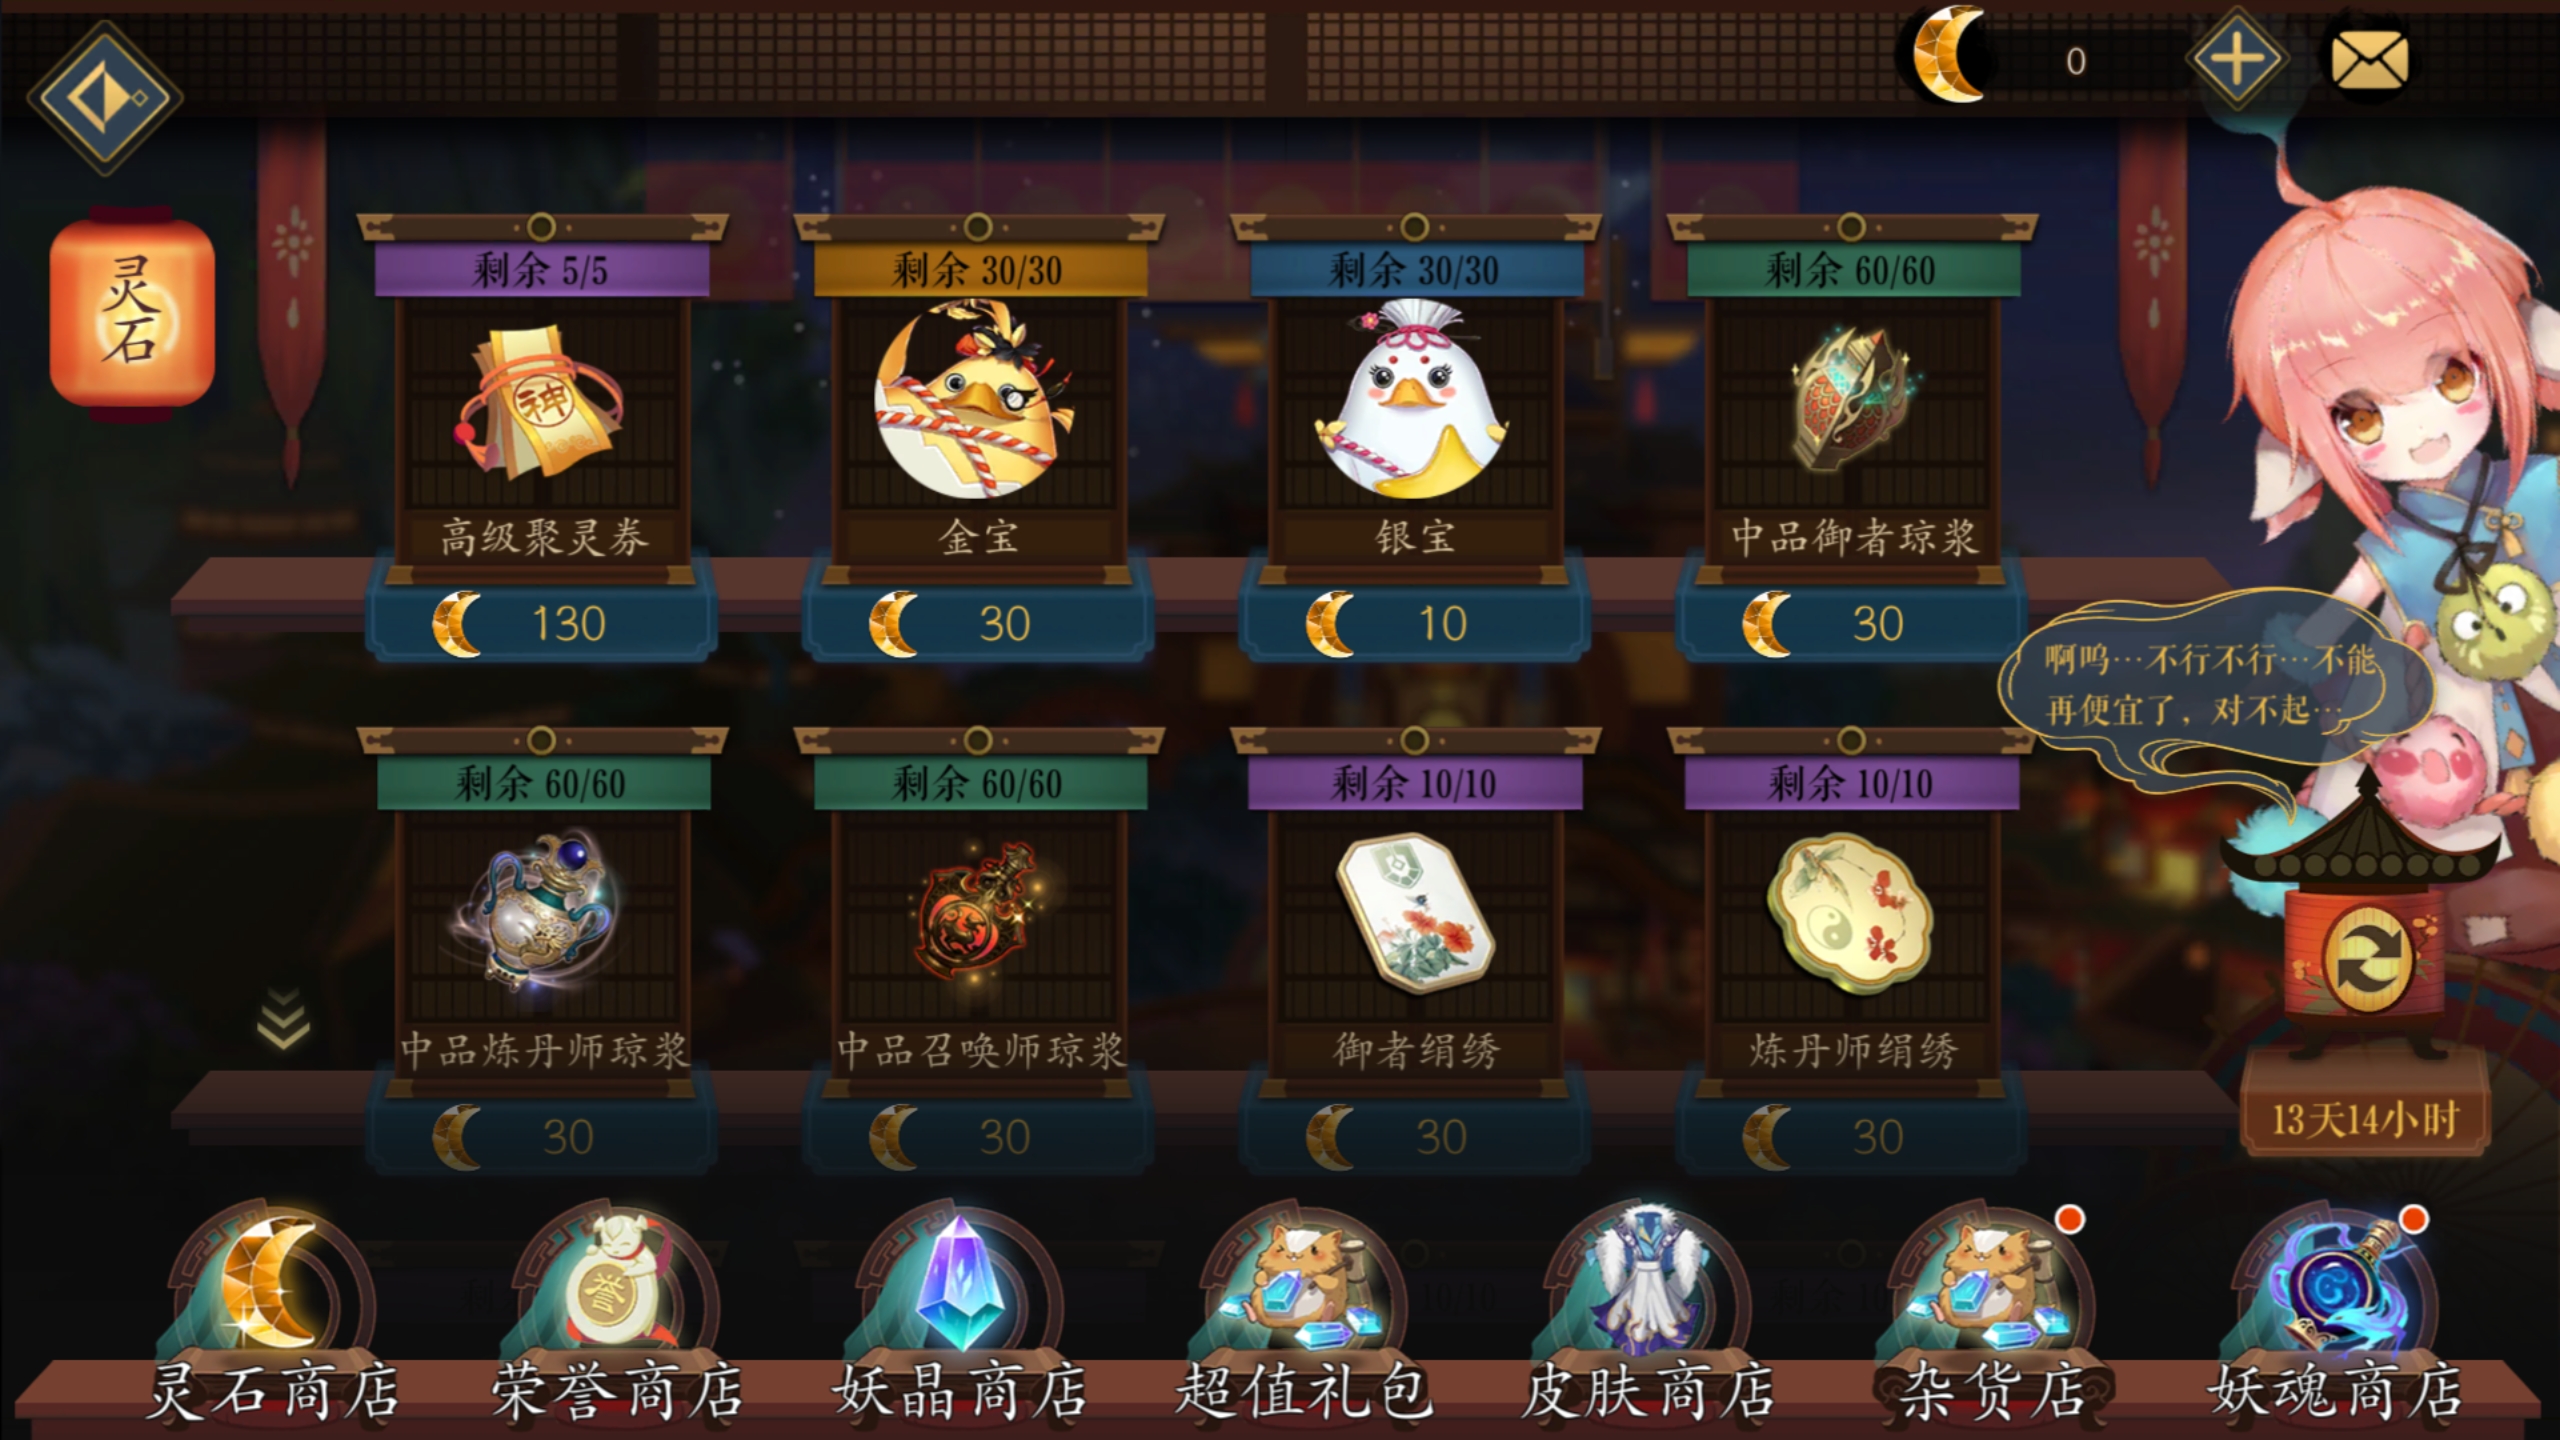 0
灵石
剩余 5/5
剩余 30/30
剩余 30/30
剩余 60/60
神
高级聚灵券
金宝
银宝
中品御者琼浆
130
30
10
30
啊呜…不行不行…不能
再便宜了，对不起…
剩余 60/60
剩余 60/60
剩余 10/10
剩余 10/10
中品炼丹师琼浆
中品召唤师琼浆
御者绢绣
炼丹师绢绣
30
30
30
30
13天14小时
誉
灵石商店
荣誉商店
妖晶商店
超值礼包
皮肤商店
杂货店
妖魂商店